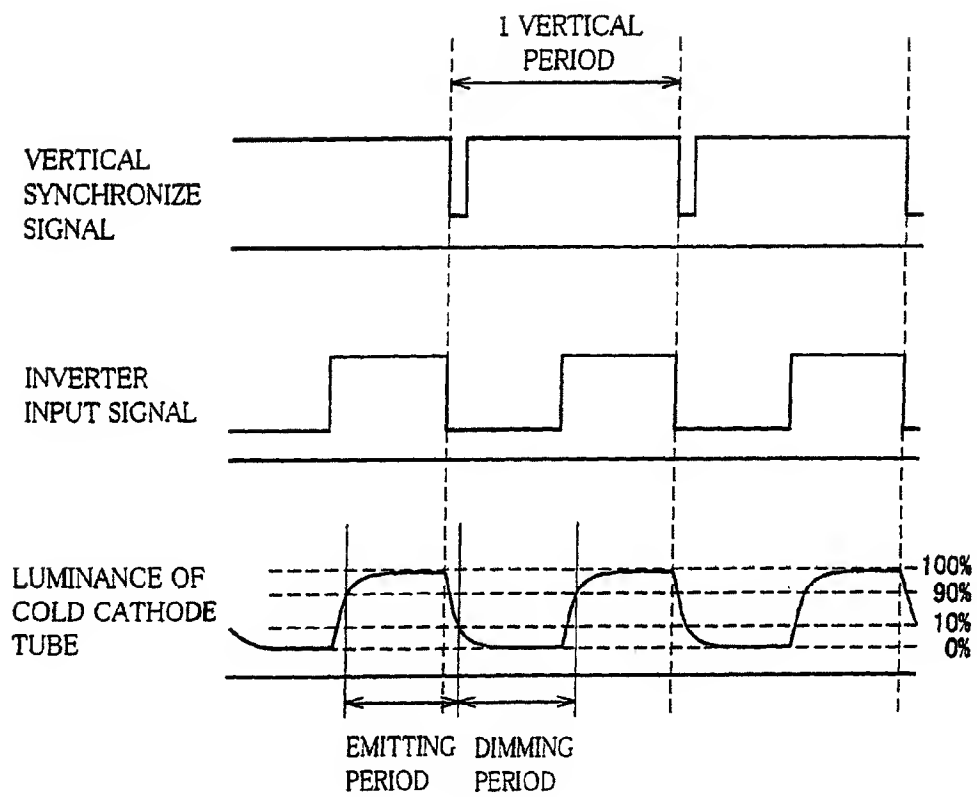 1 VERTICAL
PERIOD
VERTICAL
SYNCHRONIZE
SIGNAL
INVERTER
INPUT SIGNAL
LUMINANCE OF
COLD CATHODE
TUBE
100%
90%
10%
0%
EMITTING
PERIOD
DIMMING
PERIOD